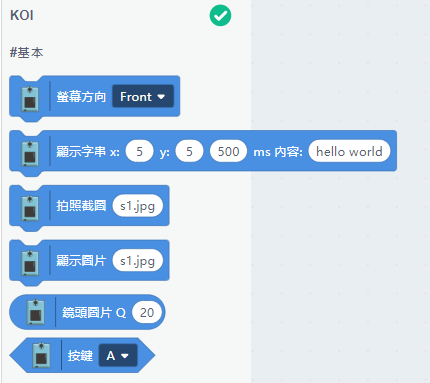 KOI
#基本
螢幕方向 Front
顯示字串 x: 5 y: 5 500 ms 內容: hello world
拍照截圖 s1.jpg
顯示圖片 s1.jpg
鏡頭圖片 Q 20
按鍵 A